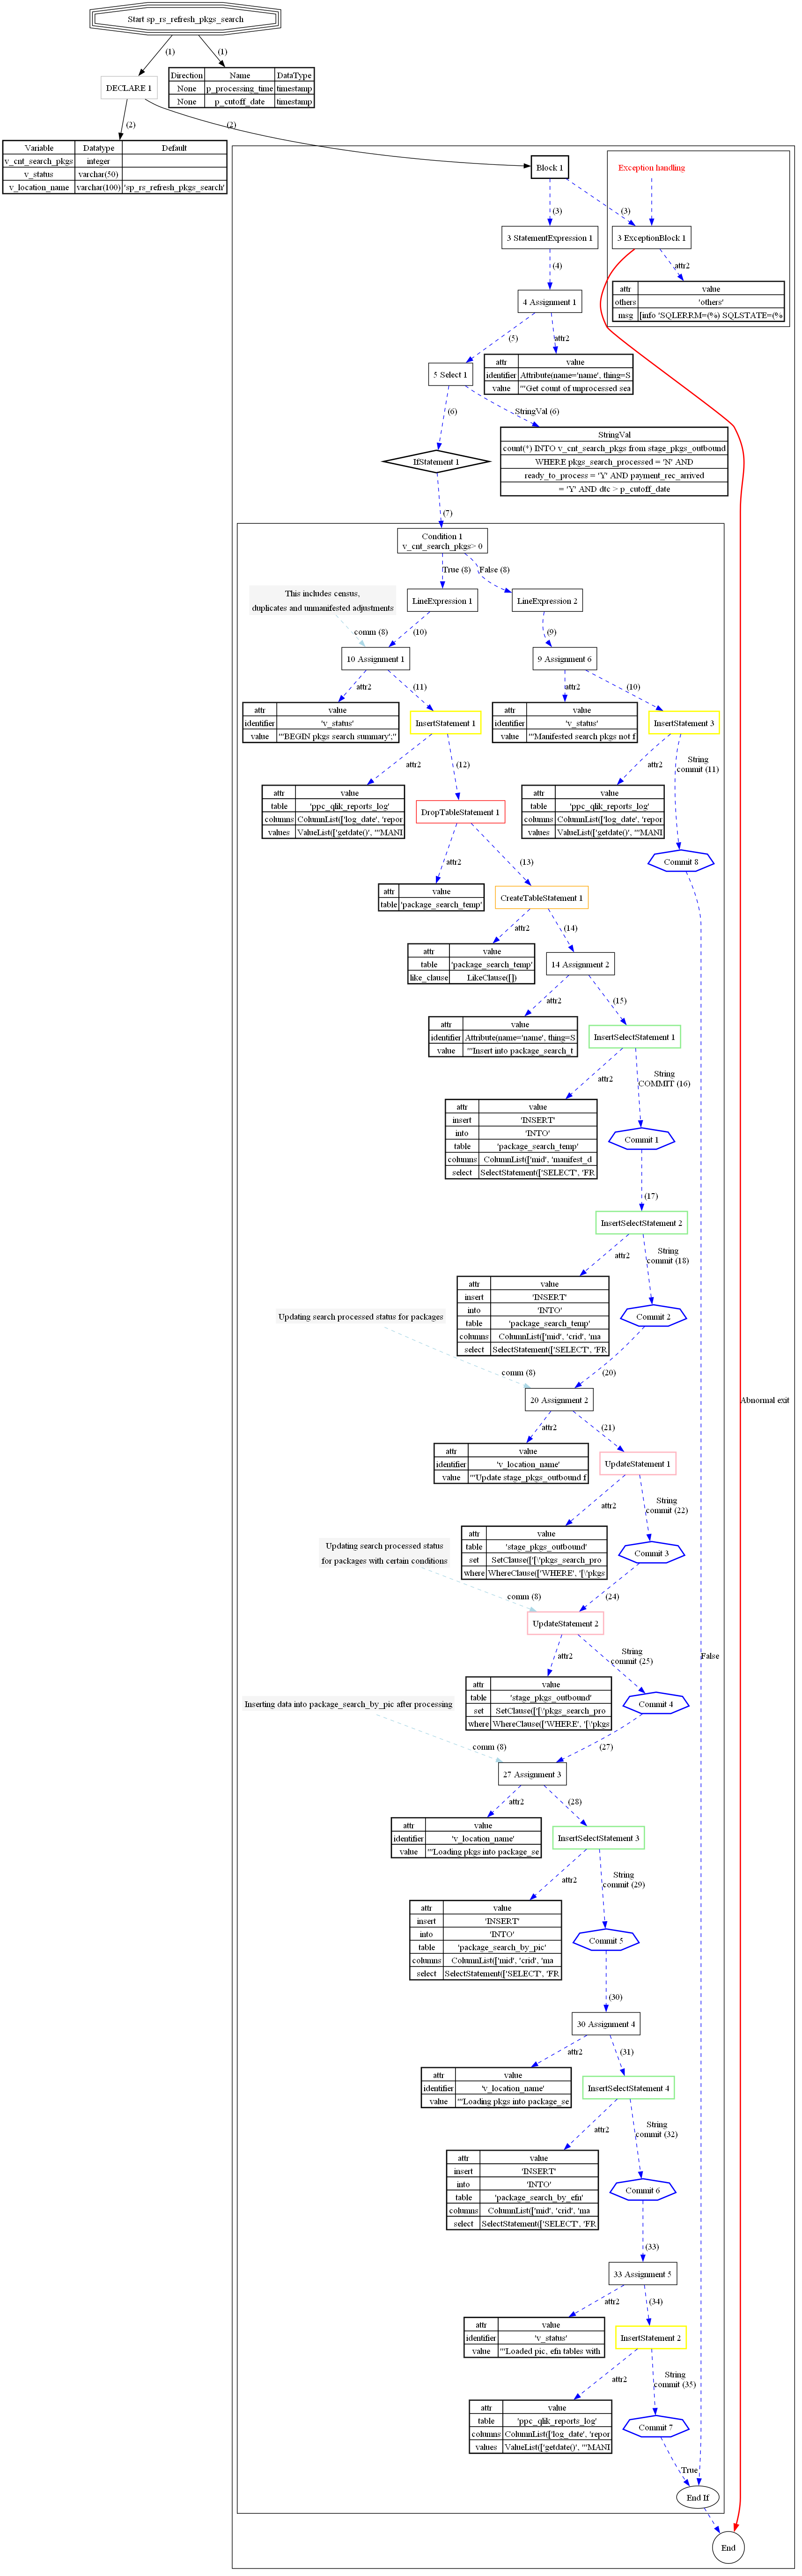 Start sp_rs_refresh_pkgs_search
(1)
(1)
DECLARE 1
Direction Name DataType
None p_processing_time timestamp
None p_cutoff_date timestamp
(2)
(2)
Variable Datatype Default
v_cnt_search_pkgs integer
v_status varchar(50)
v_location_name varchar(100) 'sp_rs_refresh_pkgs_search'
Block 1
Exception handling
(3)
(3)
3 StatementExpression 1
3 ExceptionBlock 1
(4)
attr2
attr value
others 'others'
msg [info 'SQLERRM=(%) SQLSTATE=(%
4 Assignment 1
(5)
attr2
5 Select 1
attr value
identifier Attribute(name='name', thing=S
value "'Get count of unprocessed sea
(6)
StringVal (6)
IfStatement 1
StringVal
count(*) INTO v_cnt_search_pkgs from stage_pkgs_outbound
WHERE pkgs_search_processed = 'N' AND
ready_to_process = 'Y' AND payment_rec_arrived
= 'Y' AND dtc > p_cutoff_date
(7)
Condition 1
v_cnt_search_pkgs> 0
True (8)
False (8)
This includes census,
duplicates and unmanifested adjustments
LineExpression 1
LineExpression 2
comm (8)
(10)
(9)
10 Assignment 1
9 Assignment 6
attr2
(11)
attr2
(10)
attr value
identifier 'v_status'
value "'BEGIN pkgs search summary';"
InsertStatement 1
attr value
identifier 'v_status'
value "'Manifested search pkgs not f
InsertStatement 3
attr2
(12)
attr2
String
commit (11)
attr value
table 'ppc_qlik_reports_log'
columns ColumnList(['log_date', 'repor
values ValueList(['getdate()', "'MANI
DropTableStatement 1
attr value
table 'ppc_qlik_reports_log'
columns ColumnList(['log_date', 'repor
values ValueList(['getdate()', "'MANI
Commit 8
attr2
(13)
attr value
table 'package_search_temp'
CreateTableStatement 1
attr2
(14)
attr value
table 'package_search_temp'
like_clause LikeClause([])
14 Assignment 2
attr2
(15)
attr value
identifier Attribute(name='name', thing=S
value "'Insert into package_search_t
InsertSelectStatement 1
attr2
String
COMMIT (16)
attr value
insert 'INSERT'
into 'INTO'
table 'package_search_temp'
columns ColumnList(['mid', 'manifest_d
select SelectStatement(['SELECT', 'FR
Commit 1
(17)
InsertSelectStatement 2
attr2
String
commit (18)
attr value
insert 'INSERT'
into 'INTO'
table 'package_search_temp'
columns ColumnList(['mid', 'crid', 'ma
select SelectStatement(['SELECT', 'FR
Commit 2
Updating search processed status for packages
comm (8)
(20)
Abnormal exit
20 Assignment 2
attr2
(21)
attr value
identifier 'v_location_name'
value "'Update stage_pkgs_outbound f
UpdateStatement 1
attr2
String
commit (22)
attr value
table 'stage_pkgs_outbound'
set SetClause(['[\'pkgs_search_pro
where WhereClause(['WHERE', '[\'pkgs
Commit 3
Updating search processed status
for packages with certain conditions
comm (8)
(24)
UpdateStatement 2
attr2
String
commit (25)
False
attr value
table 'stage_pkgs_outbound'
set SetClause(['[\'pkgs_search_pro
where WhereClause(['WHERE', '[\'pkgs
Commit 4
Inserting data into package_search_by_pic after processing
comm (8)
(27)
27 Assignment 3
attr2
(28)
attr value
identifier 'v_location_name'
value "'Loading pkgs into package_se
InsertSelectStatement 3
attr2
String
commit (29)
attr value
insert 'INSERT'
into 'INTO'
table 'package_search_by_pic'
columns ColumnList(['mid', 'crid', 'ma
select SelectStatement(['SELECT', 'FR
Commit 5
(30)
30 Assignment 4
attr2
(31)
attr value
identifier 'v_location_name'
value "'Loading pkgs into package_se
InsertSelectStatement 4
attr2
String
commit (32)
attr value
insert 'INSERT'
into 'INTO'
table 'package_search_by_efn'
columns ColumnList(['mid', 'crid', 'ma
select SelectStatement(['SELECT', 'FR
Commit 6
(33)
33 Assignment 5
attr2
(34)
attr value
identifier 'v_status'
value "'Loaded pic, efn tables with
InsertStatement 2
attr2
String
commit (35)
attr value
table 'ppc_qlik_reports_log'
columns ColumnList(['log_date', 'repor
values ValueList(['getdate()', "'MANI
Commit 7
True
End If
End